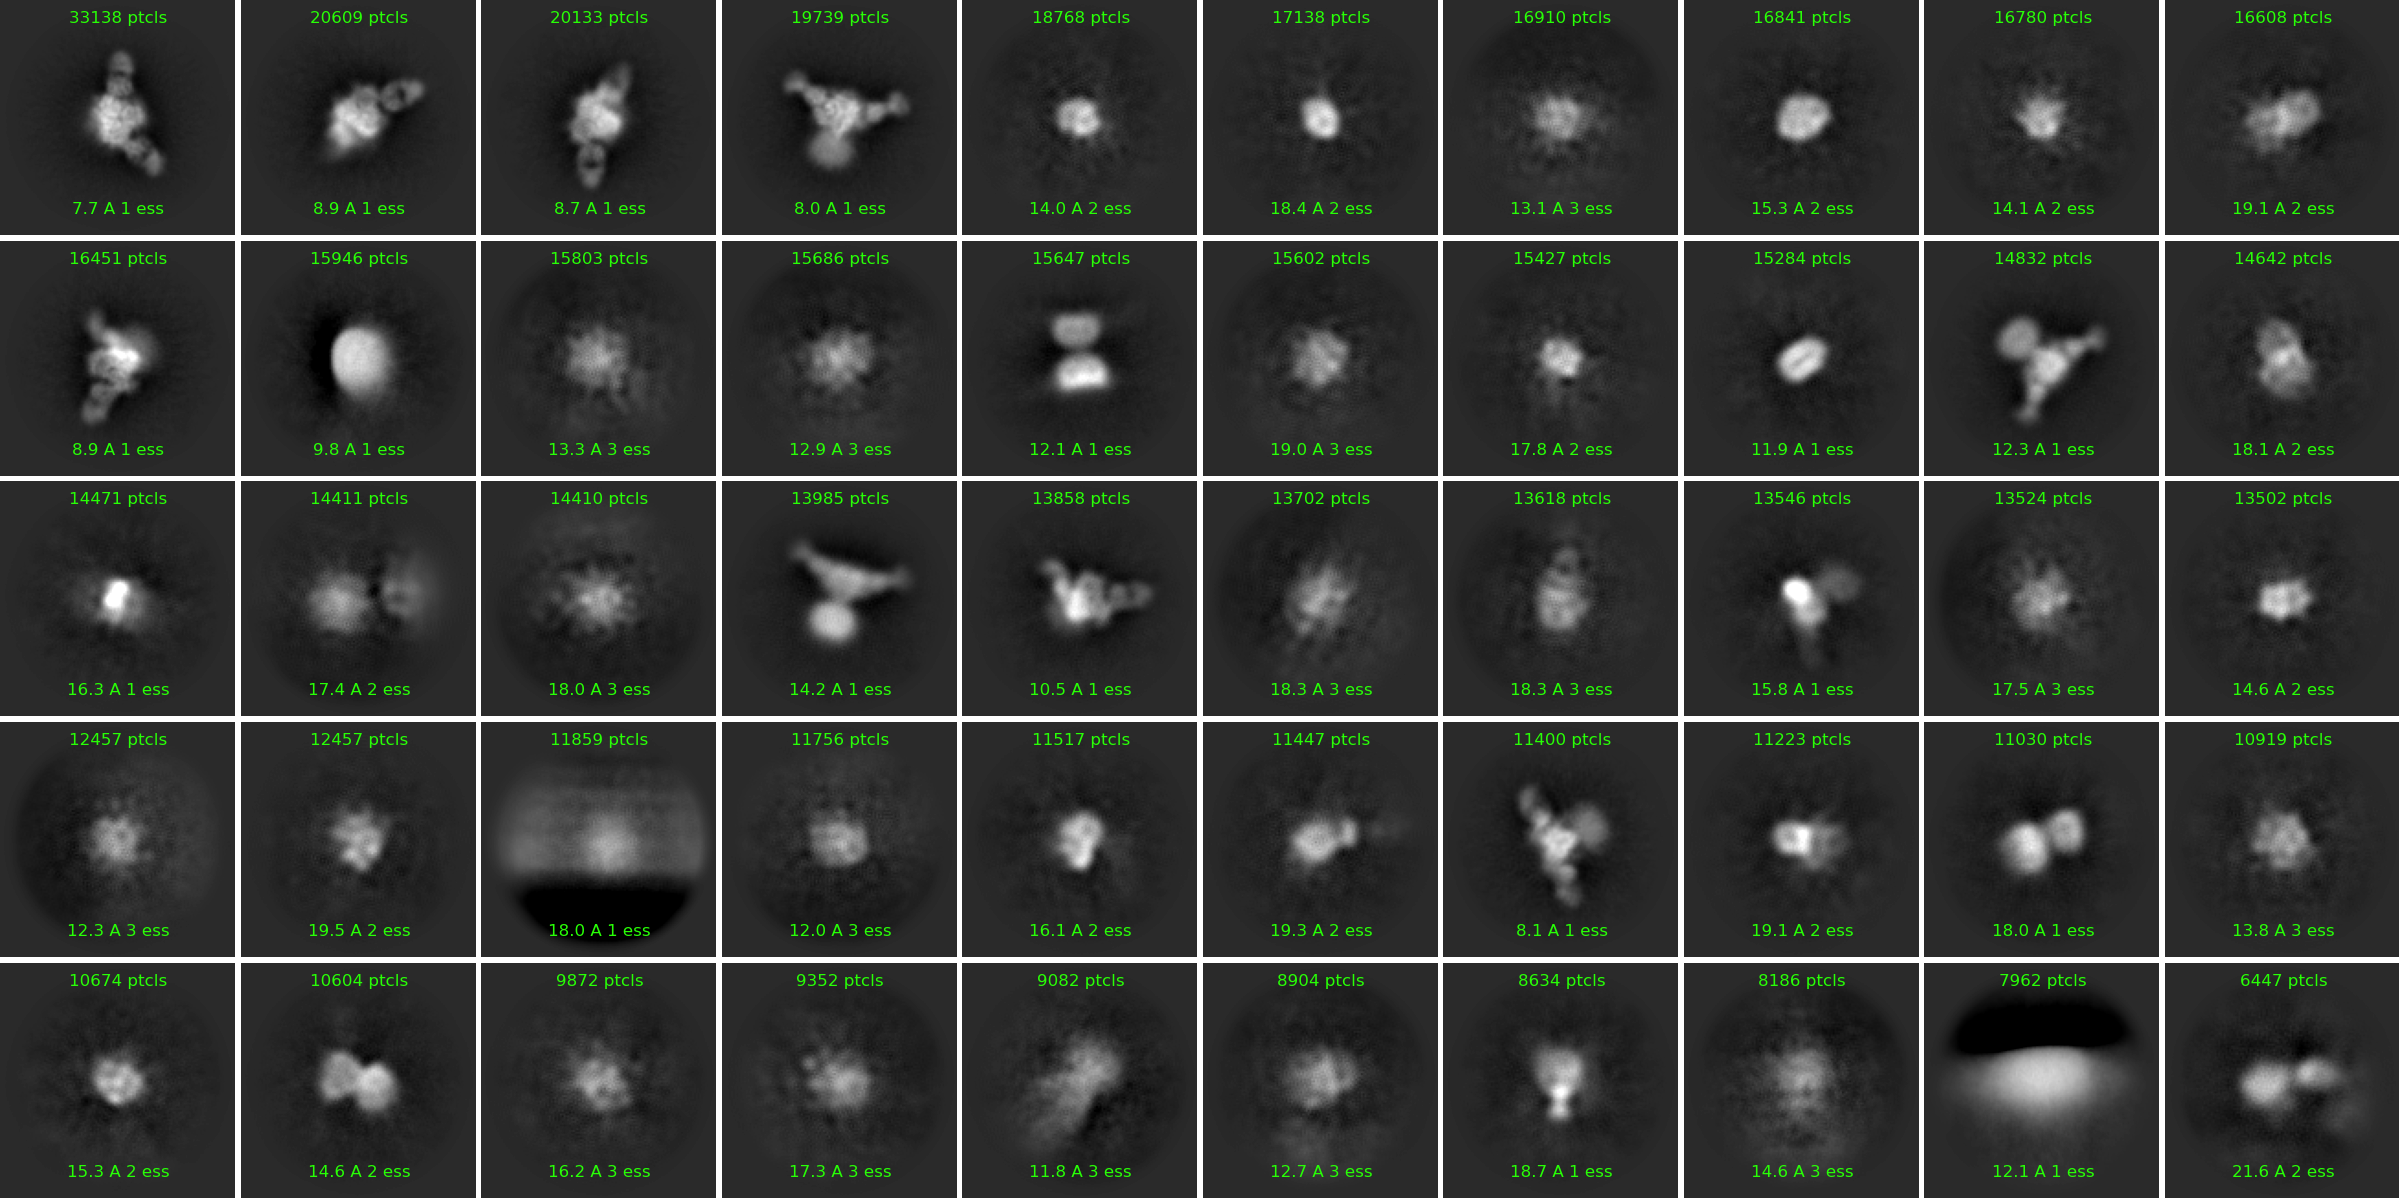 33138 ptcls 20609 ptcls 20133 ptcls 19739 ptcls 18768 ptcls 17138 ptcls 16910 ptcls 16841 ptcls 16780 ptcls 16608 ptcls
7.7 A 1 ess 8.9 A 1 ess 8.7 A 1 ess 8.0 A 1 ess 14.0 A 2 ess 18.4 A 2 ess 13.1 A 3 ess 15.3 A 2 ess 14.1 A 2 ess 19.1 A 2 ess
16451 ptcls 15946 ptcls 15803 ptcls 15686 ptcls 15647 ptcls 15602 ptcls 15427 ptcls 15284 ptcls 14832 ptcls 14642 ptcls
8.9 A 1 ess 9.8 A 1 ess 13.3 A 3 ess 12.9 A 3 ess 12.1 A 1 ess 19.0 A 3 ess 17.8 A 2 ess 11.9 A 1 ess 12.3 A 1 ess 18.1 A 2 ess
14471 ptcls 14411 ptcls 14410 ptcls 13985 ptcls 13858 ptcls 13702 ptcls 13618 ptcls 13546 ptcls 13524 ptcls 13502 ptcls
16.3 A 1 ess 17.4 A 2 ess 18.0 A 3 ess 14.2 A 1 ess 10.5 A 1 ess 18.3 A 3 ess 18.3 A 3 ess 15.8 A 1 ess 17.5 A 3 ess 14.6 A 2 ess
12457 ptcls 12457 ptcls 11859 ptcls 11756 ptcls 11517 ptcls 11447 ptcls 11400 ptcls 11223 ptcls 11030 ptcls 10919 ptcls
12.3 A 3 ess 19.5 A 2 ess 18.0 A 1 ess 12.0 A 3 ess 16.1 A 2 ess 19.3 A 2 ess 8.1 A 1 ess 19.1 A 2 ess 18.0 A 1 ess 13.8 A 3 ess
10674 ptcls 10604 ptcls 9872 ptcls 9352 ptcls 9082 ptcls 8904 ptcls 8634 ptcls 8186 ptcls 7962 ptcls 6447 ptcls
15.3 A 2 ess 14.6 A 2 ess 16.2 A 3 ess 17.3 A 3 ess 11.8 A 3 ess 12.7 A 3 ess 18.7 A 1 ess 14.6 A 3 ess 12.1 A 1 ess 21.6 A 2 ess